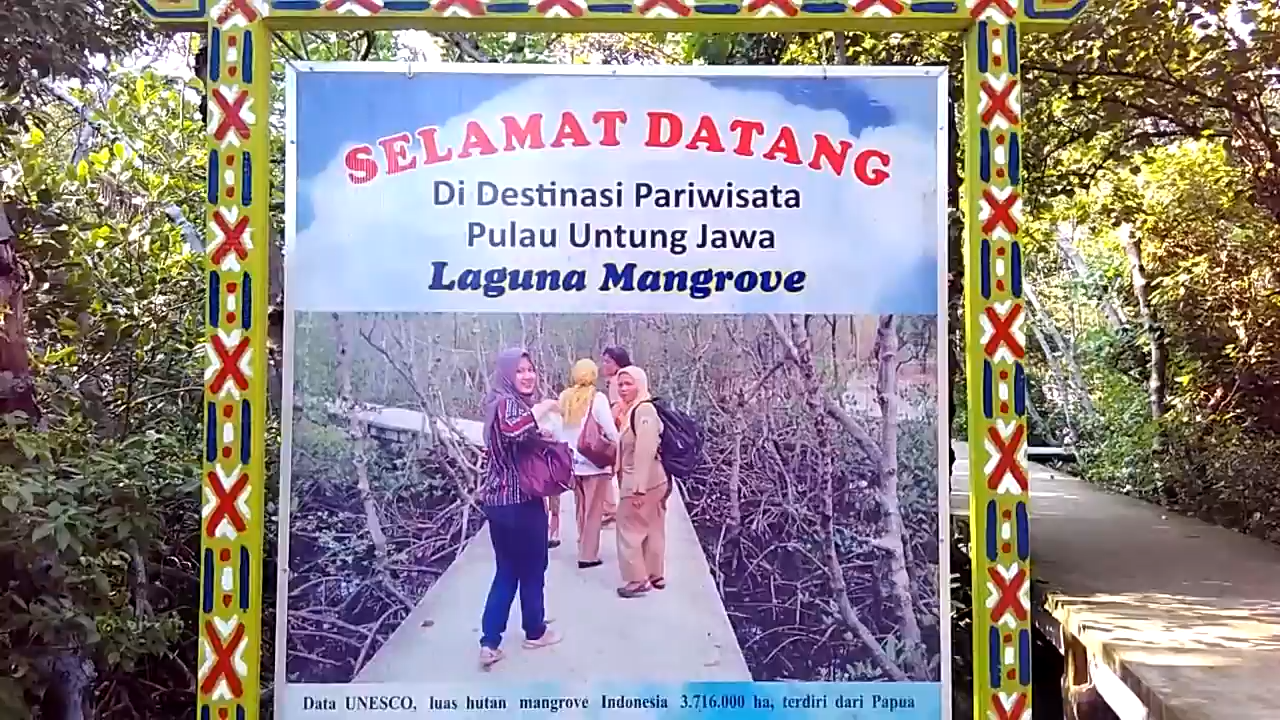 SELAMAT DATANG
Di Destinasi Pariwisata
Pulau Untung Jawa
Laguna Mangrove
Data UNESCO, luas hutan mangrove Indonesia 3.716.000 ha, terdiri dari Papua